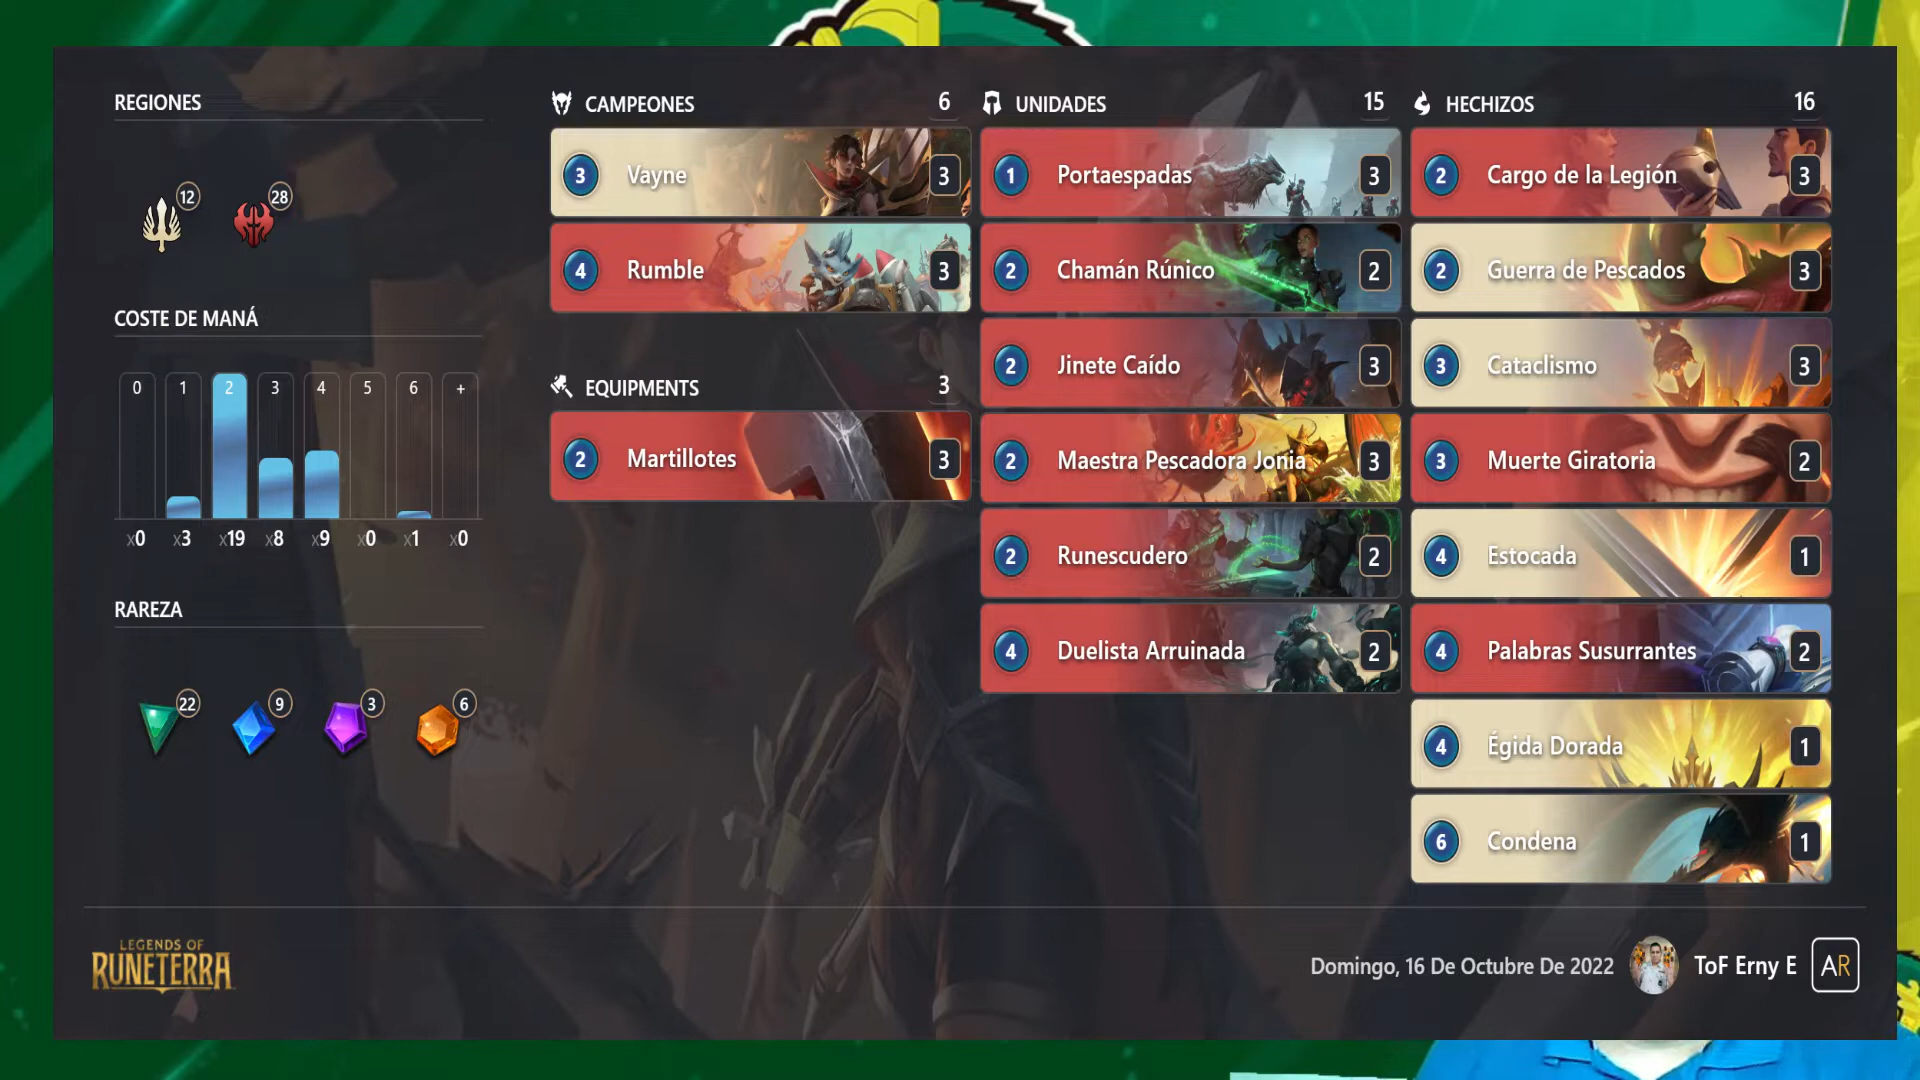 REGIONES
12
28
COSTE DE MANÁ
0 1 2 3 4 5 6 +
x0 x3 x19 x8 x9 x0 x1 x0
RAREZA
22 9 3 6
CAMPEONES 6
3 Vayne 3
4 Rumble 3
EQUIPMENTS 3
2 Martillotes 3
UNIDADES 15
1 Portaespadas 3
2 Chamán Rúnico 2
2 Jinete Caído 3
2 Maestra Pescadora Jonia 3
2 Runescudero 2
4 Duelista Arruinada 2
HECHIZOS 16
2 Cargo de la Legión 3
2 Guerra de Pescados 3
3 Cataclismo 3
3 Muerte Giratoria 2
4 Estocada 1
4 Palabras Susurrantes 2
4 Égida Dorada 1
6 Condena 1
LEGENDS OF
RUNETERRA
Domingo, 16 De Octubre De 2022
ToF Erny E
AR